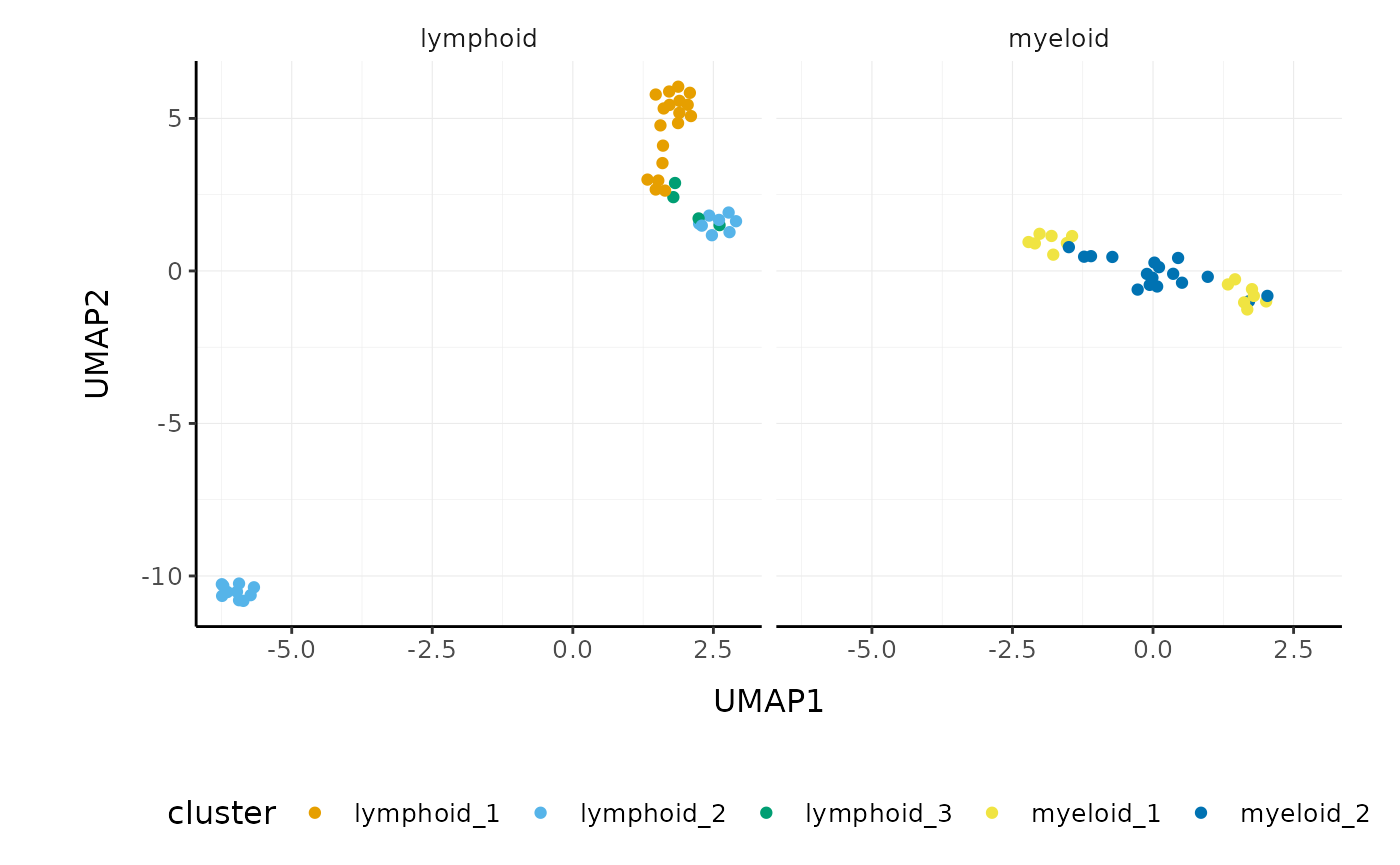 lymphoid myeloid
5
0
-5
-10
UMAP2
-5.0 -2.5 0.0 2.5 -5.0 -2.5 0.0 2.5
UMAP1
cluster lymphoid_1 lymphoid_2 lymphoid_3 myeloid_1 myeloid_2